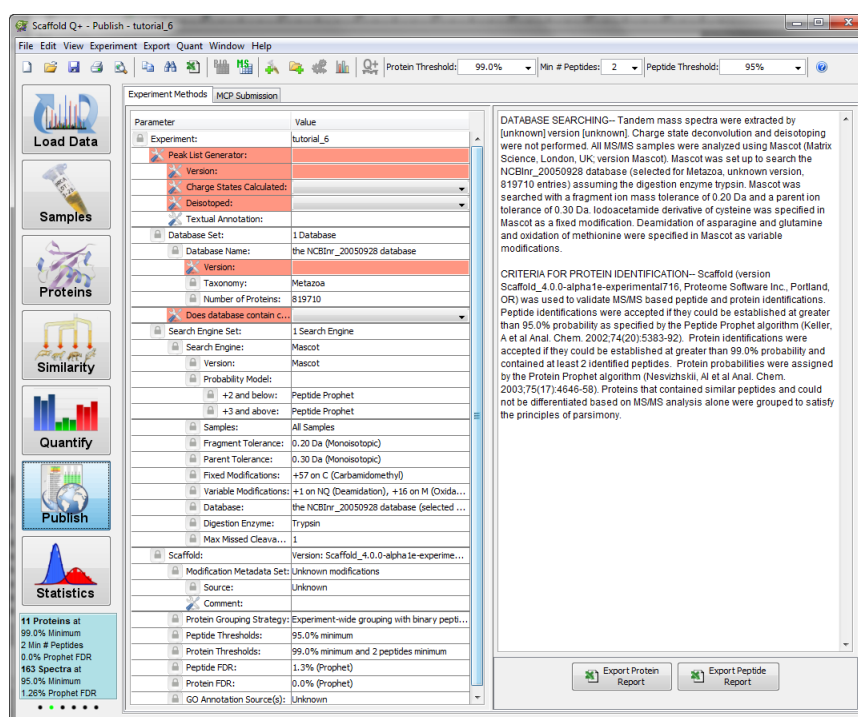 Scaffold Q+ - Publish - tutorial_6
File Edit View Experiment Export Quant Window Help
Protein Threshold: 99.0% Min # Peptides: 2 Peptide Threshold: 95%
Load Data
Samples
Proteins
Similarity
Quantify
Publish
Statistics
11 Proteins at
99.0% Minimum
2 Min # Peptides
0.0% Prophet FDR
163 Spectra at
95.0% Minimum
1.26% Prophet FDR
Experiment Methods MCP Submission
Parameter Value
Experiment: tutorial_6
Peak List Generator:
Version:
Charge States Calculated:
Deisotoped:
Textual Annotation:
Database Set: 1 Database
Database Name: the NCBInr_20050928 database
Version:
Taxonomy: Metazoa
Number of Proteins: 819710
Does database contain c...
Search Engine Set: 1 Search Engine
Search Engine: Mascot
Version: Mascot
Probability Model:
+2 and below: Peptide Prophet
+3 and above: Peptide Prophet
Samples: All Samples
Fragment Tolerance: 0.20 Da (Monoisotopic)
Parent Tolerance: 0.30 Da (Monoisotopic)
Fixed Modifications: +57 on C (Carbamidomethyl)
Variable Modifications: +1 on NQ (Deamidation), +16 on M (Oxida...
Database: the NCBInr_20050928 database (selected ...
Digestion Enzyme: Trypsin
Max Missed Cleava... 1
Scaffold: Version: Scaffold_4.0.0-alpha1e-experime...
Modification Metadata Set: Unknown modifications
Source: Unknown
Comment:
Protein Grouping Strategy: Experiment-wide grouping with binary pepti...
Peptide Thresholds: 95.0% minimum
Protein Thresholds: 99.0% minimum and 2 peptides minimum
Peptide FDR: 1.3% (Prophet)
Protein FDR: 0.0% (Prophet)
GO Annotation Source(s): Unknown
DATABASE SEARCHING-- Tandem mass spectra were extracted by
[unknown] version [unknown]. Charge state deconvolution and deisotoping
were not performed. All MS/MS samples were analyzed using Mascot (Matrix
Science, London, UK; version Mascot). Mascot was set up to search the
NCBInr_20050928 database (selected for Metazoa, unknown version,
819710 entries) assuming the digestion enzyme trypsin. Mascot was
searched with a fragment ion mass tolerance of 0.20 Da and a parent ion
tolerance of 0.30 Da. Iodoacetamide derivative of cysteine was specified in
Mascot as a fixed modification. Deamidation of asparagine and glutamine
and oxidation of methionine were specified in Mascot as variable
modifications.
CRITERIA FOR PROTEIN IDENTIFICATION-- Scaffold (version
Scaffold_4.0.0-alpha1e-experimental716, Proteome Software Inc., Portland,
OR) was used to validate MS/MS based peptide and protein identifications.
Peptide identifications were accepted if they could be established at greater
than 95.0% probability as specified by the Peptide Prophet algorithm (Keller,
A et al Anal. Chem. 2002;74(20):5383-92). Protein identifications were
accepted if they could be established at greater than 99.0% probability and
contained at least 2 identified peptides. Protein probabilities were assigned
by the Protein Prophet algorithm (Nesvizhskii, AI et al Anal. Chem.
2003;75(17):4646-58). Proteins that contained similar peptides and could
not be differentiated based on MS/MS analysis alone were grouped to satisfy
the principles of parsimony.
Export Protein
Report
Export Peptide
Report